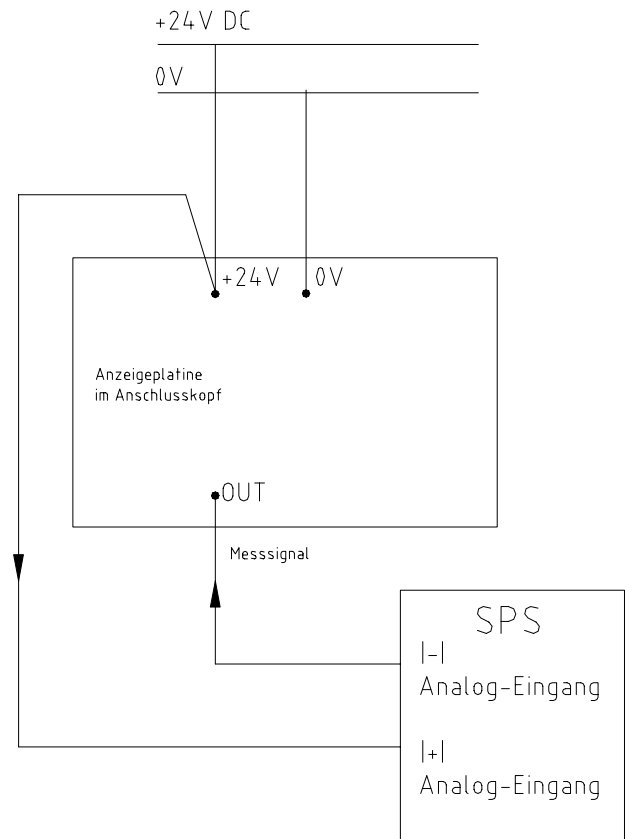 +24V DC
0V
+24V
0V
Anzeigeplatine
im Anschlusskopf
OUT
Messsignal
SPS
|-|
Analog-Eingang
|+|
Analog-Eingang